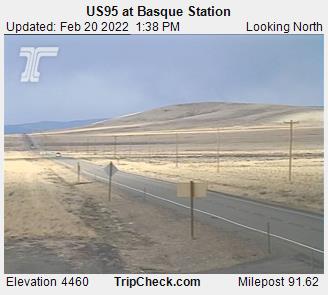 US95 at Basque Station
Updated: Feb 20 2022 1:38 PM Looking North
Elevation 4460 TripCheck.com Milepost 91.62